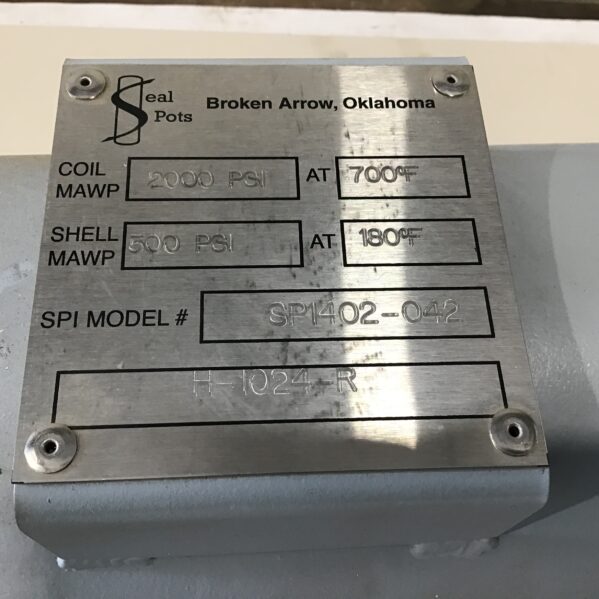 Seal Pots Broken Arrow, Oklahoma
COIL MAWP 2000 PSI AT 700°F
SHELL MAWP 500 PSI AT 180°F
SPI MODEL # SP1402-042
H-1024-R